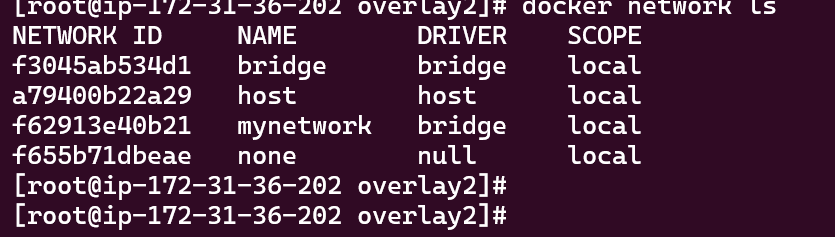 [root@ip-172-31-36-202 overlay2]# docker network ls
NETWORK ID     NAME        DRIVER    SCOPE
f3045ab534d1   bridge      bridge    local
a79400b22a29   host        host      local
f62913e40b21   mynetwork   bridge    local
f655b71dbeae   none        null      local
[root@ip-172-31-36-202 overlay2]#
[root@ip-172-31-36-202 overlay2]#